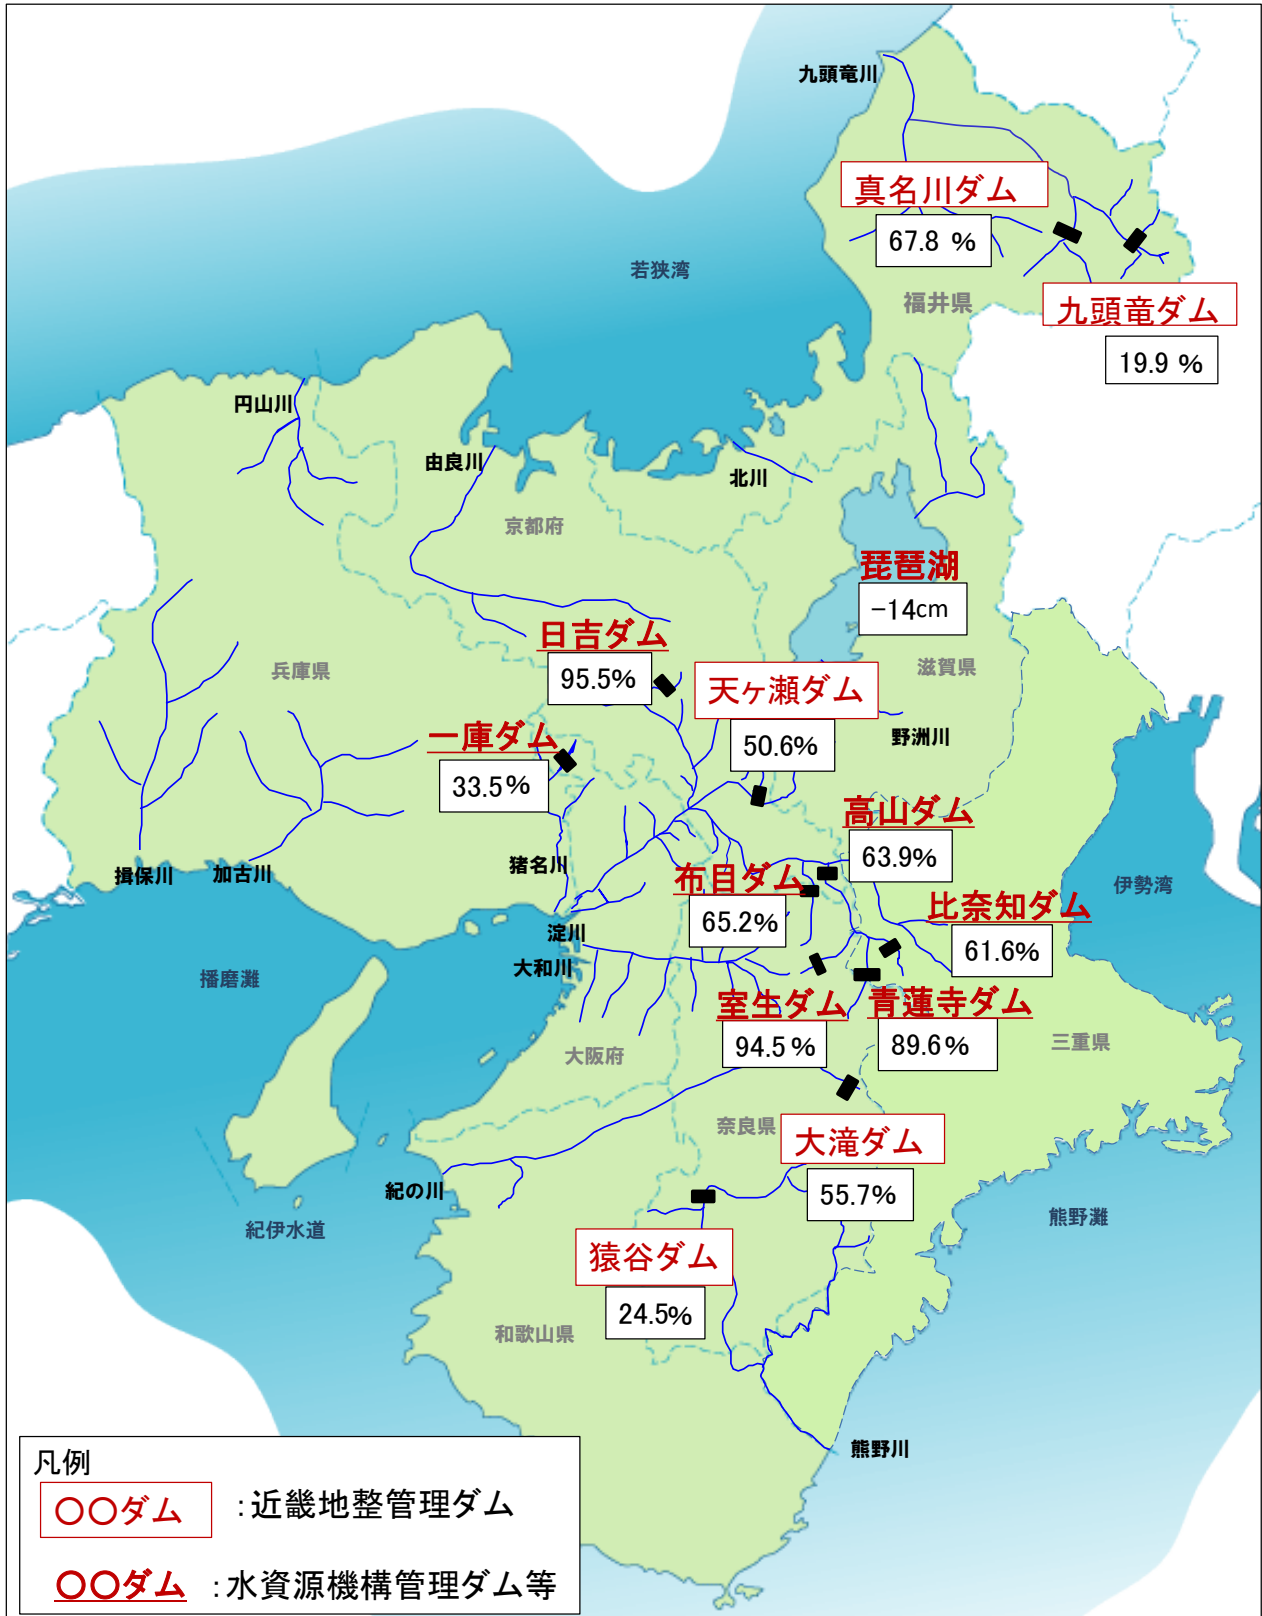 九頭竜川
真名川ダム
67.8 %
若狭湾
福井県
九頭竜ダム
19.9 %
円山川
由良川
北川
京都府
琵琶湖
-14cm
日吉ダム
95.5%
兵庫県
滋賀県
天ヶ瀬ダム
50.6%
野洲川
一庫ダム
33.5%
高山ダム
63.9%
猪名川
揖保川
加古川
布目ダム
65.2%
伊勢湾
比奈知ダム
61.6%
淀川
大和川
播磨灘
室生ダム
94.5%
青蓮寺ダム
89.6%
大阪府
三重県
奈良県
大滝ダム
55.7%
紀の川
紀伊水道
熊野灘
猿谷ダム
24.5%
和歌山県
熊野川
凡例
〇〇ダム :近畿地整管理ダム
〇〇ダム :水資源機構管理ダム等